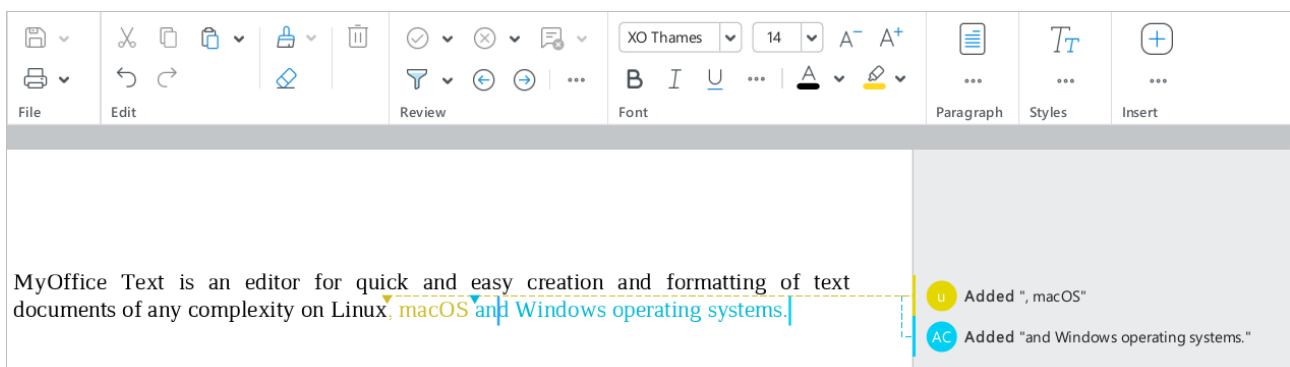 XO Thames 14 A− A+
B I U A
File Edit Review Font Paragraph Styles Insert
MyOffice Text is an editor for quick and easy creation and formatting of text
documents of any complexity on Linux, macOS and Windows operating systems.
u Added ", macOS"
AC Added "and Windows operating systems."